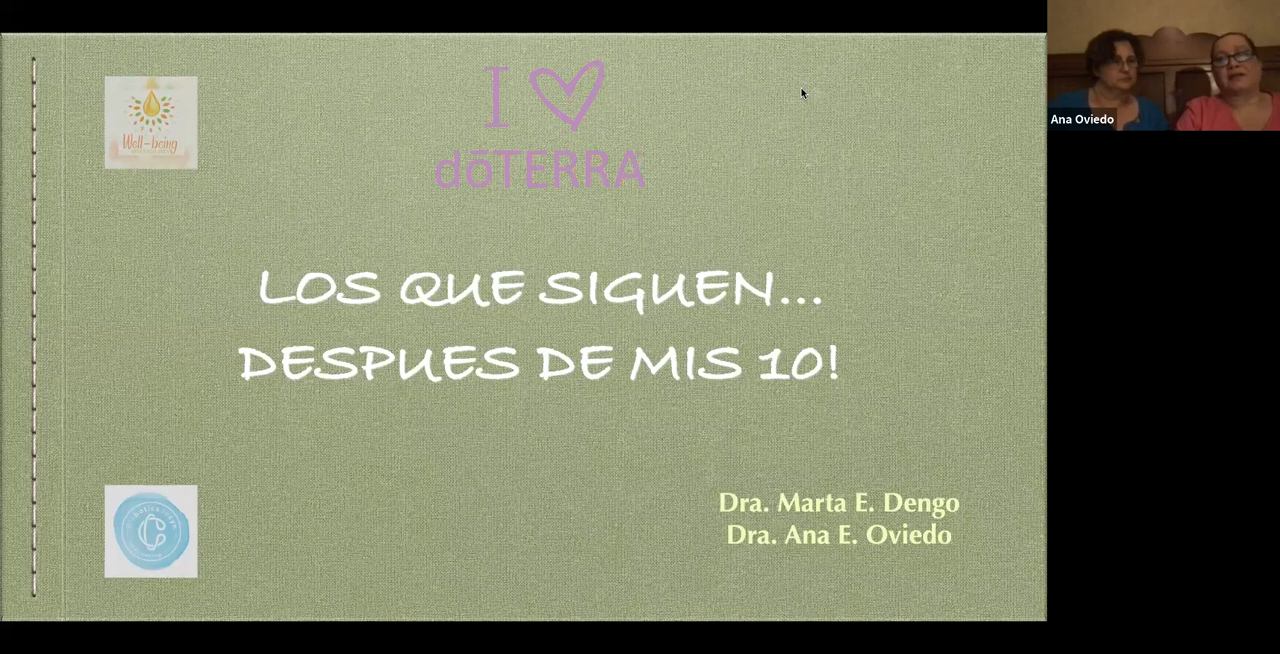 I
dōTERRA
Well-being
LOS QUE SIGUEN...
DESPUES DE MIS 10!
Dra. Marta E. Dengo
Dra. Ana E. Oviedo
Ana Oviedo